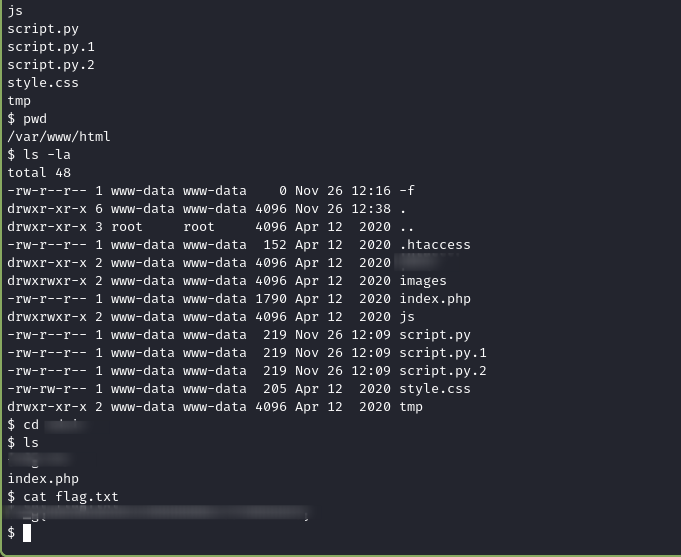 js
script.py
script.py.1
script.py.2
style.css
tmp
$ pwd
/var/www/html
$ ls -la
total 48
-rw-r--r-- 1 www-data www-data    0 Nov 26 12:16 -f
drwxr-xr-x 6 www-data www-data 4096 Nov 26 12:38 .
drwxr-xr-x 3 root     root     4096 Apr 12  2020 ..
-rw-r--r-- 1 www-data www-data  152 Apr 12  2020 .htaccess
drwxr-xr-x 2 www-data www-data 4096 Apr 12  2020
drwxrwxr-x 2 www-data www-data 4096 Apr 12  2020 images
-rw-r--r-- 1 www-data www-data 1790 Apr 12  2020 index.php
drwxrwxr-x 2 www-data www-data 4096 Apr 12  2020 js
-rw-r--r-- 1 www-data www-data  219 Nov 26 12:09 script.py
-rw-r--r-- 1 www-data www-data  219 Nov 26 12:09 script.py.1
-rw-r--r-- 1 www-data www-data  219 Nov 26 12:09 script.py.2
-rw-rw-r-- 1 www-data www-data  205 Apr 12  2020 style.css
drwxr-xr-x 2 www-data www-data 4096 Apr 12  2020 tmp
$ cd
$ ls
index.php
$ cat flag.txt
$